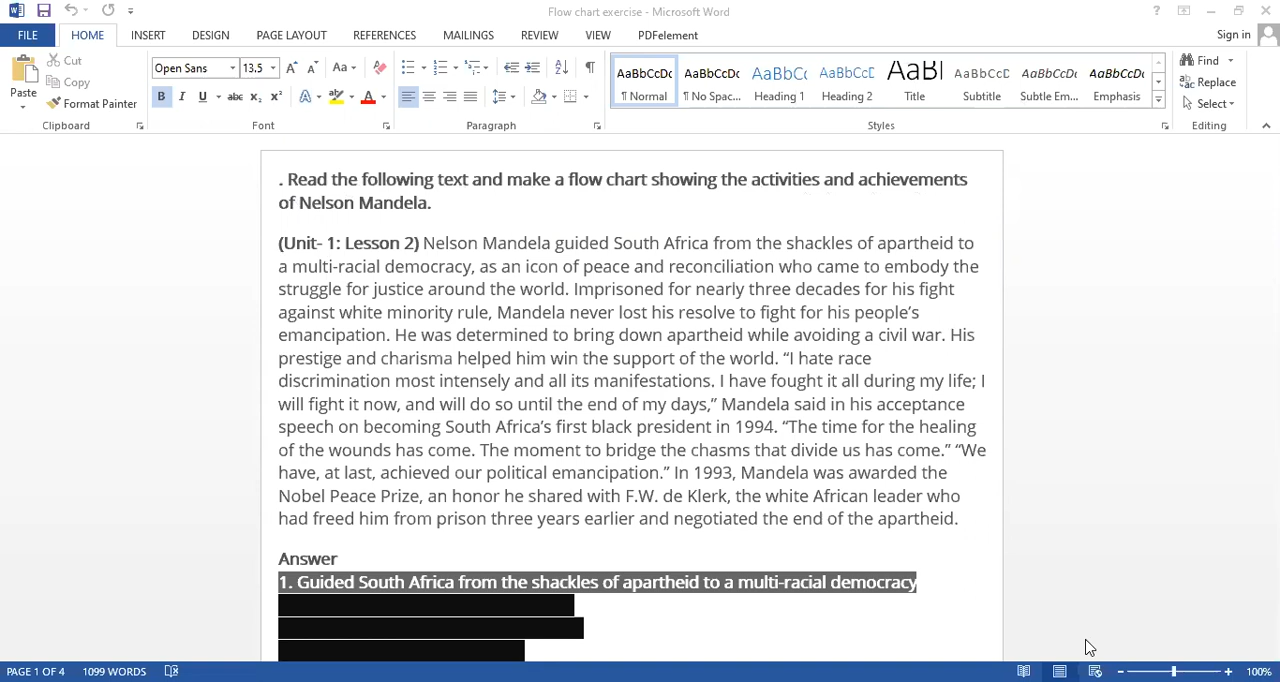 Flow chart exercise - Microsoft Word
FILE HOME INSERT DESIGN PAGE LAYOUT REFERENCES MAILINGS REVIEW VIEW PDFelement Sign in
Cut
Copy
Paste Format Painter
Open Sans 13.5
AaBbCcDc AaBbCcDc AaBbCc AaBbCcC AaBl AaBbCcD AaBbCcDc AaBbCcDc
¶ Normal ¶ No Spac... Heading 1 Heading 2 Title Subtitle Subtle Em... Emphasis
Find
Replace
Select
Clipboard Font Paragraph Styles Editing
. Read the following text and make a flow chart showing the activities and achievements
of Nelson Mandela.
(Unit- 1: Lesson 2) Nelson Mandela guided South Africa from the shackles of apartheid to
a multi-racial democracy, as an icon of peace and reconciliation who came to embody the
struggle for justice around the world. Imprisoned for nearly three decades for his fight
against white minority rule, Mandela never lost his resolve to fight for his people’s
emancipation. He was determined to bring down apartheid while avoiding a civil war. His
prestige and charisma helped him win the support of the world. “I hate race
discrimination most intensely and all its manifestations. I have fought it all during my life; I
will fight it now, and will do so until the end of my days,” Mandela said in his acceptance
speech on becoming South Africa’s first black president in 1994. “The time for the healing
of the wounds has come. The moment to bridge the chasms that divide us has come.” “We
have, at last, achieved our political emancipation.” In 1993, Mandela was awarded the
Nobel Peace Prize, an honor he shared with F.W. de Klerk, the white African leader who
had freed him from prison three years earlier and negotiated the end of the apartheid.
Answer
1. Guided South Africa from the shackles of apartheid to a multi-racial democracy
PAGE 1 OF 4 1099 WORDS 100%